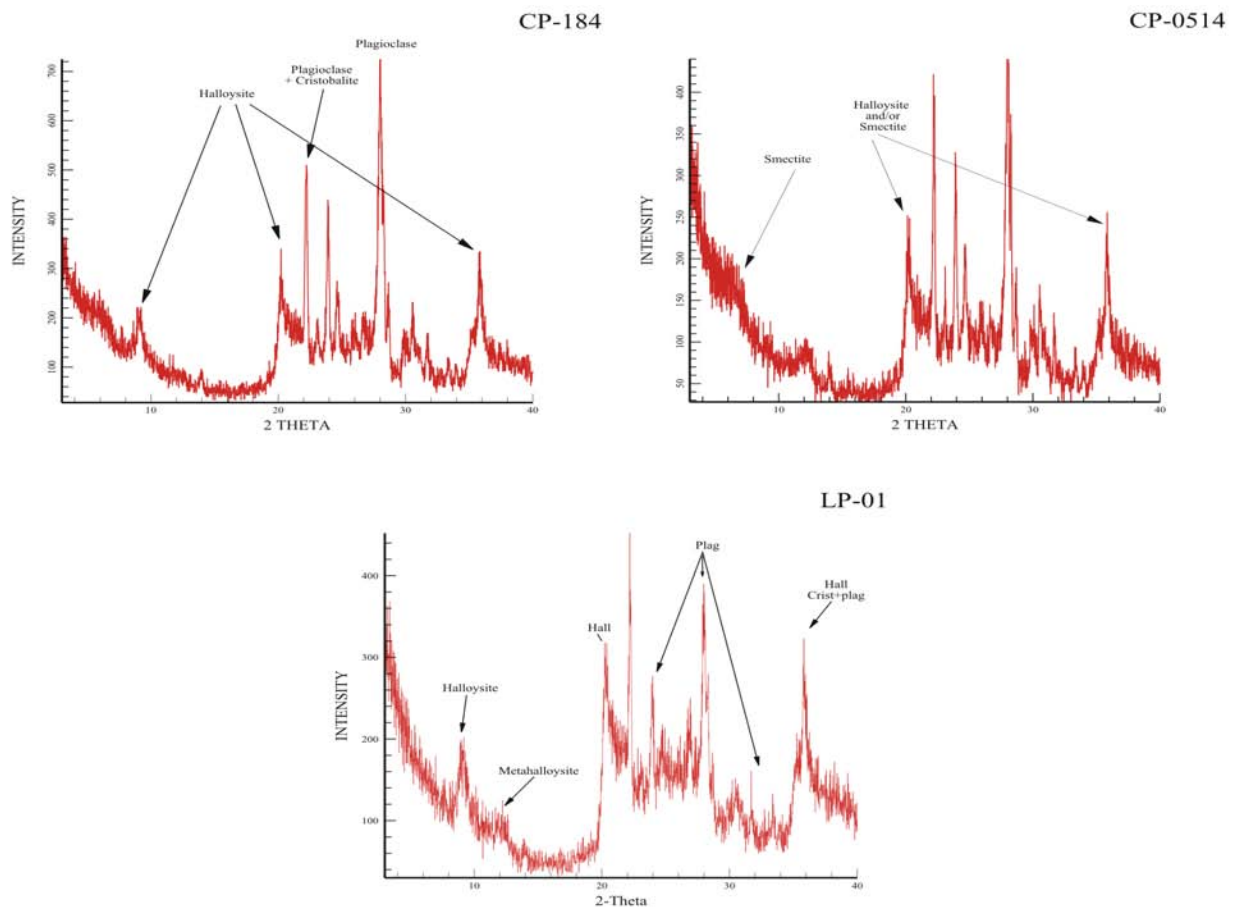 CP-184
Plagioclase
Plagioclase
+ Cristobalite
Halloysite
700
600
500
400
300
200
100
INTENSITY
10
20
30
40
2 THETA
CP-0514
Halloysite
and/or
Smectite
Smectite
400
350
300
250
200
150
100
50
INTENSITY
10
20
30
40
2 THETA
LP-01
Plag
Hall
Crist+plag
Hall
Halloysite
Metahalloysite
400
300
200
100
INTENSITY
10
20
30
40
2-Theta